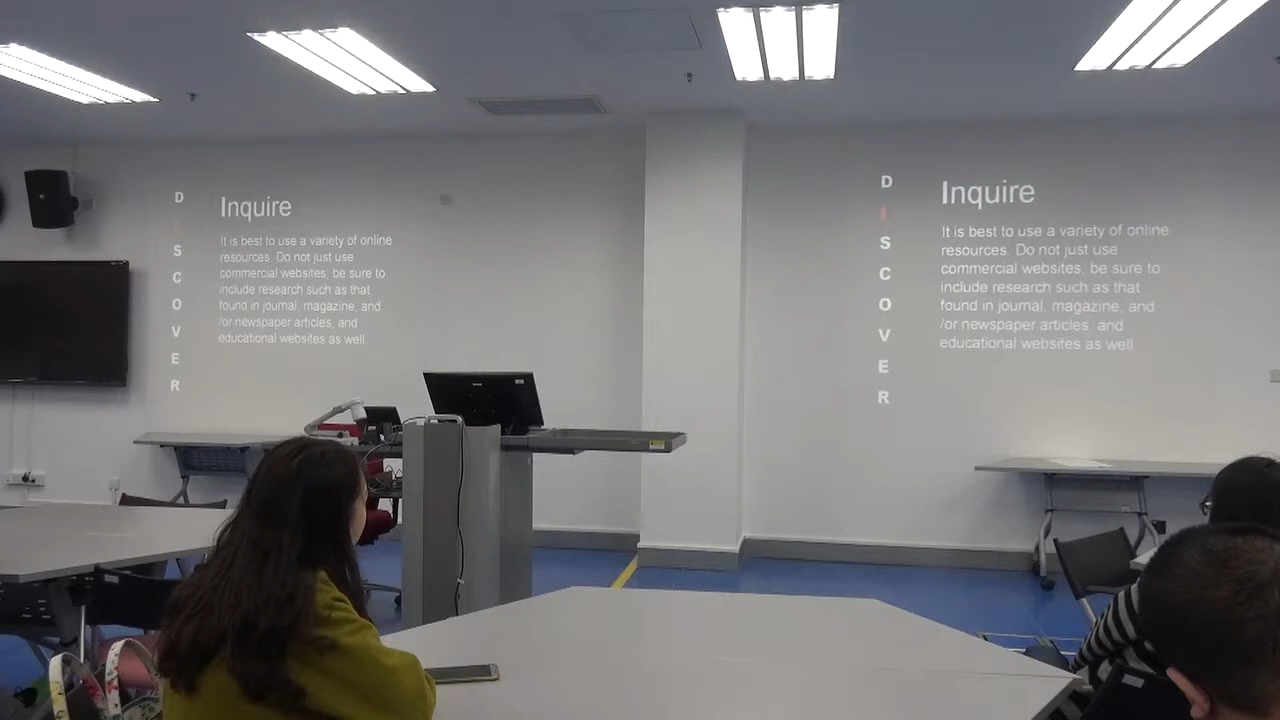 D
I
S
C
O
V
E
R
Inquire
It is best to use a variety of online
resources. Do not just use
commercial websites, be sure to
include research such as that
found in journal, magazine, and
/or newspaper articles, and
educational websites as well.
D
I
S
C
O
V
E
R
Inquire
It is best to use a variety of online
resources. Do not just use
commercial websites, be sure to
include research such as that
found in journal, magazine, and
/or newspaper articles, and
educational websites as well.